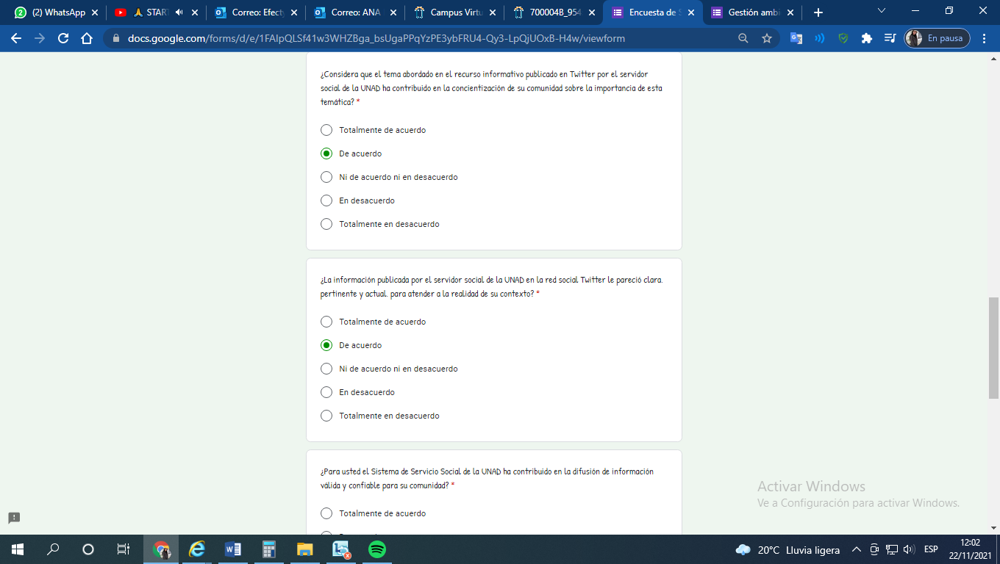 (2) WhatsApp
START
Correo: Efect
Correo: ANA
Campus Virtu
700004B_954
Encuesta de S
Gestión ambi
docs.google.com/forms/d/e/1FAIpQLSf41w3WHZBga_bsUgaPPqYzPE3ybFRU4-Qy3-LpQjUOxB-H4w/viewform
En pausa
¿Considera que el tema abordado en el recurso informativo publicado en Twitter por el servidor
social de la UNAD ha contribuido en la concientización de su comunidad sobre la importancia de esta
temática? *
Totalmente de acuerdo
De acuerdo
Ni de acuerdo ni en desacuerdo
En desacuerdo
Totalmente en desacuerdo
¿La información publicada por el servidor social de la UNAD en la red social Twitter le pareció clara.
pertinente y actual. para atender a la realidad de su contexto? *
Totalmente de acuerdo
De acuerdo
Ni de acuerdo ni en desacuerdo
En desacuerdo
Totalmente en desacuerdo
¿Para usted el Sistema de Servicio Social de la UNAD ha contribuido en la difusión de información
válida y confiable para su comunidad? *
Totalmente de acuerdo
Activar Windows
Ve a Configuración para activar Windows.
20°C Lluvia ligera
ESP
12:02
22/11/2021